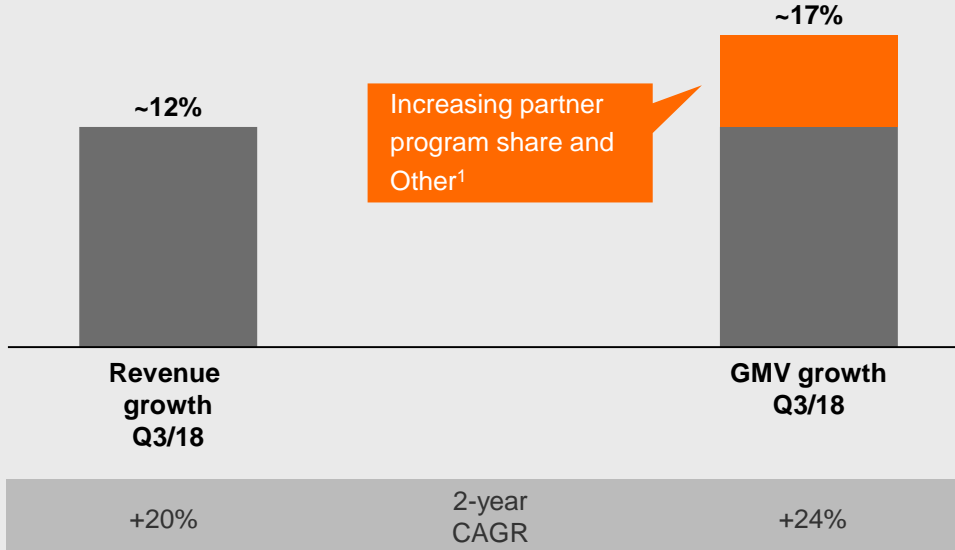 ~17%
~12%
Increasing partner
program share and
Other¹
Revenue
growth
Q3/18
GMV growth
Q3/18
+20%
2-year
CAGR
+24%